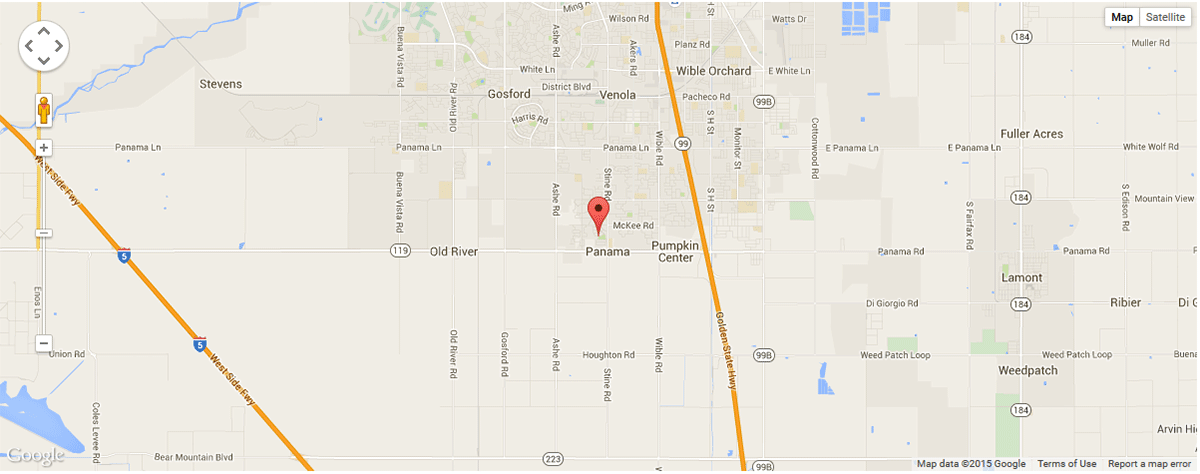 Ming Rd
Wilson Rd
S H St
Watts Dr
Map
Satellite
Buena Vista Rd
Ashe Rd
Akers Rd
Planz Rd
184
Muller Rd
White Ln
Wible Orchard
E White Ln
Stevens
Old River Rd
Gosford
District Blvd
Venola
Pacheco Rd
99B
Harris Rd
S H St
Monitor St
Cottonwood Rd
Fuller Acres
Panama Ln
Panama Ln
Panama Ln
Wible Rd
99
E Panama Ln
E Panama Ln
White Wolf Rd
West Side Fwy
Buena Vista Rd
Ashe Rd
Stine Rd
S H St
184
S Edison Rd
Mountain View
S Fairfax Rd
McKee Rd
5
119
Old River
Panama
Pumpkin Center
Panama Rd
Panama Rd
Lamont
Enos Ln
Di Giorgio Rd
184
Ribier
Di G
Golden State Hwy
5
Union Rd
West Side Fwy
Old River Rd
Gosford Rd
Ashe Rd
Houghton Rd
Stine Rd
Wible Rd
99B
Weed Patch Loop
Weed Patch Loop
Buena
Weedpatch
Coles Levee Rd
184
Arvin Hi
Google
Bear Mountain Blvd
223
99B
Map data ©2015 Google
Terms of Use
Report a map error